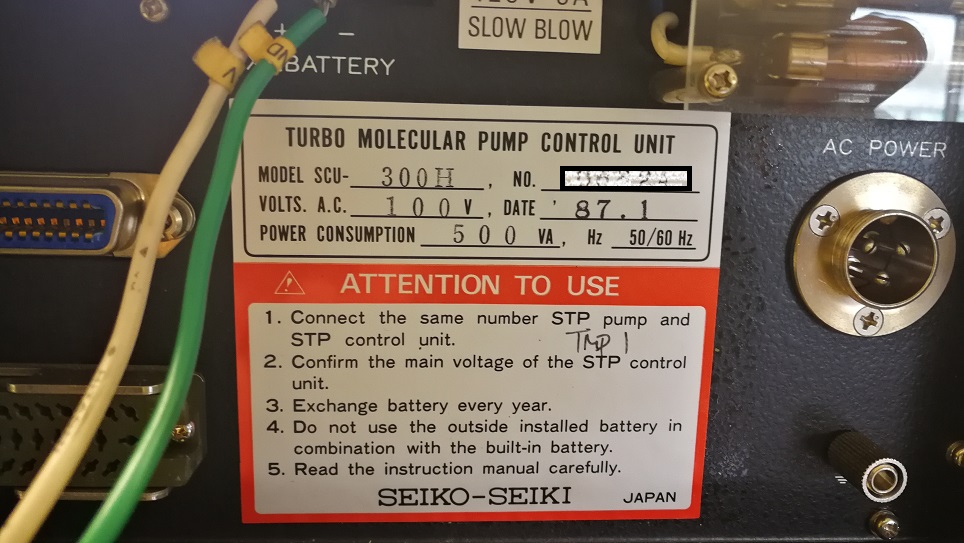 + −
BATTERY
SLOW BLOW
AC POWER
TURBO MOLECULAR PUMP CONTROL UNIT
MODEL SCU- 300H , NO.
VOLTS. A.C. 100 V , DATE '87.1
POWER CONSUMPTION 500 VA, Hz 50/60 Hz
⚠ ATTENTION TO USE
1. Connect the same number STP pump and
STP control unit.
TMP 1
2. Confirm the main voltage of the STP control
unit.
3. Exchange battery every year.
4. Do not use the outside installed battery in
combination with the built-in battery.
5. Read the instruction manual carefully.
SEIKO-SEIKI JAPAN